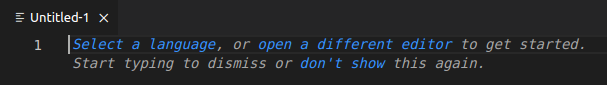 Untitled-1
1 Select a language, or open a different editor to get started.
Start typing to dismiss or don't show this again.